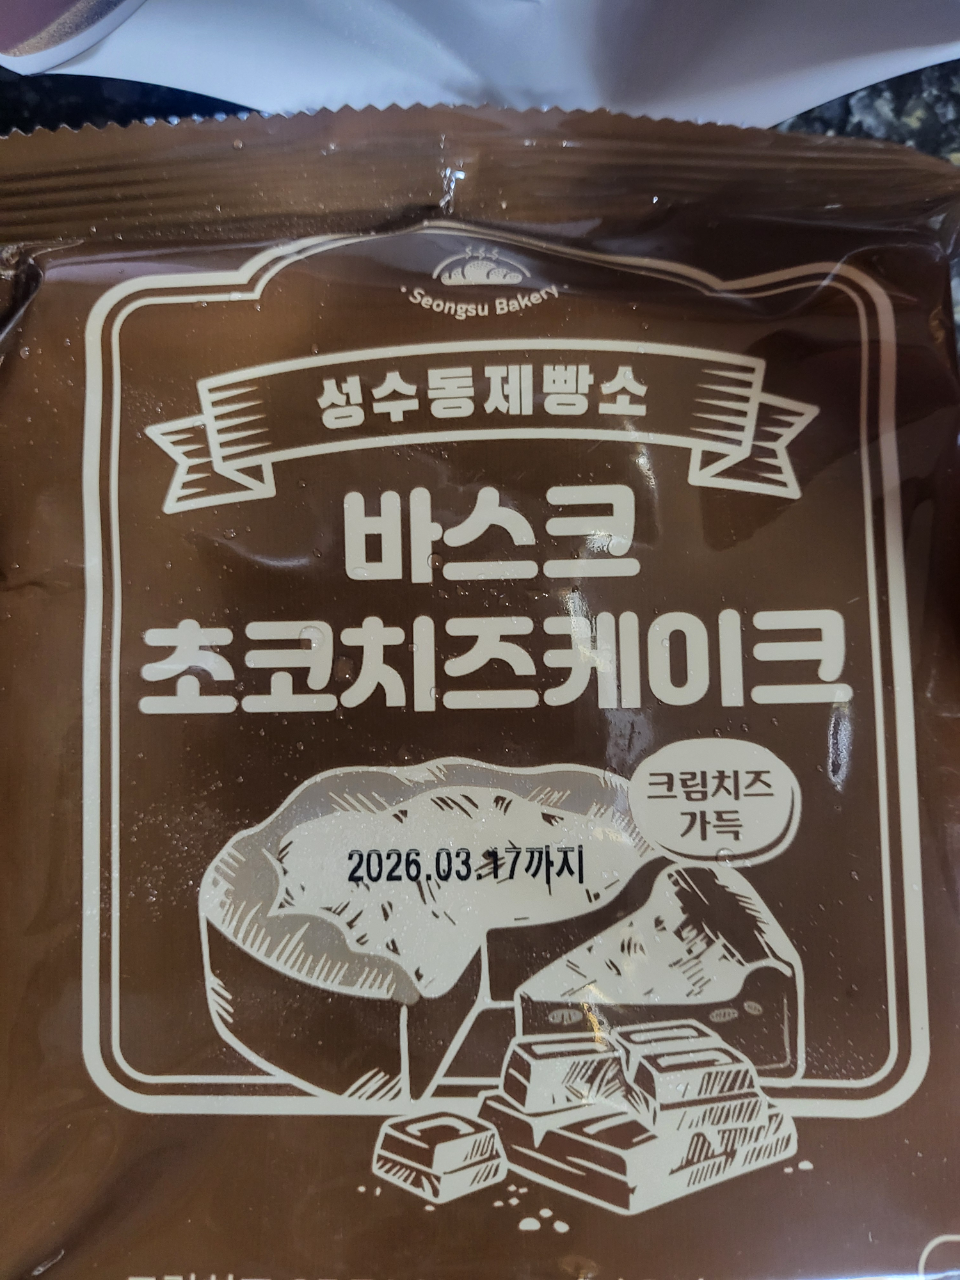 Seongsu Bakery
성수동제빵소
바스크
초코치즈케이크
크림치즈
가득
2026.03.17까지